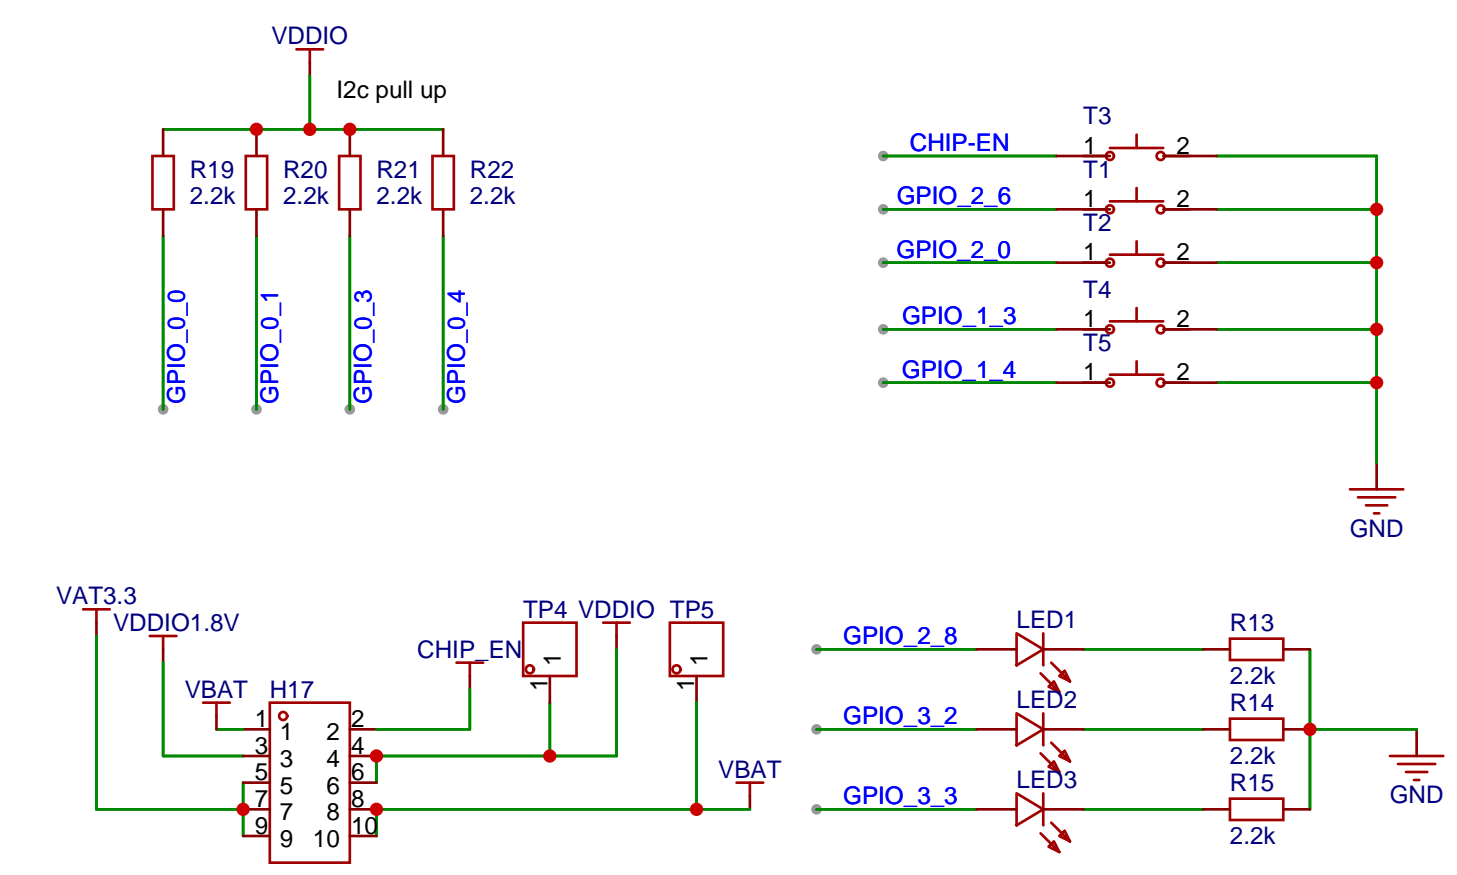 VDDIO
I2c pull up
R19
2.2k
R20
2.2k
R21
2.2k
R22
2.2k
GPIO_0_0
GPIO_0_1
GPIO_0_3
GPIO_0_4
T3
CHIP-EN
1
2
T1
GPIO_2_6
1
2
T2
GPIO_2_0
1
2
T4
GPIO_1_3
1
2
T5
GPIO_1_4
1
2
GND
VAT3.3
VDDIO1.8V
VBAT
H17
CHIP_EN
TP4
1
1
VDDIO
TP5
1
1
VBAT
1
1
2
2
3
3
4
4
5
5
6
6
7
7
8
8
9
9
10
10
GPIO_2_8
LED1
R13
2.2k
GPIO_3_2
LED2
R14
2.2k
GPIO_3_3
LED3
R15
2.2k
GND